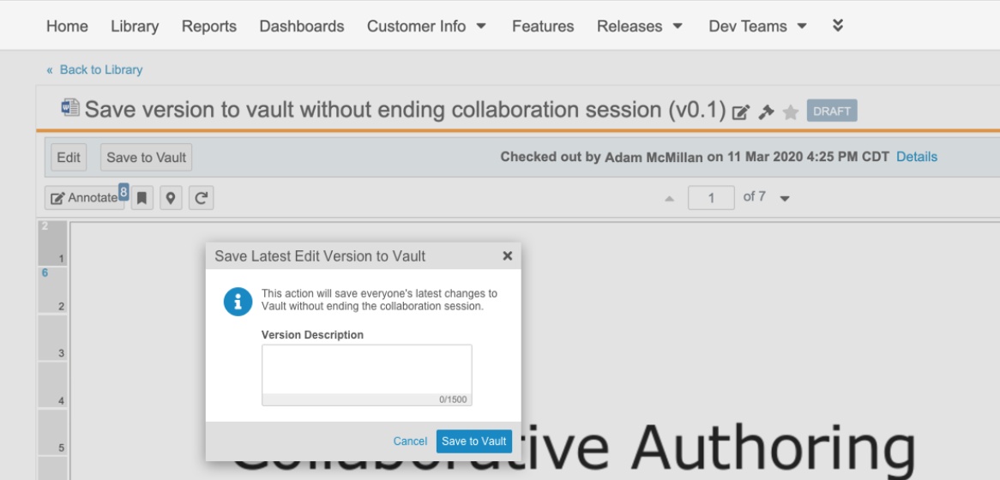 Home Library Reports Dashboards Customer Info Features Releases Dev Teams
« Back to Library
Save version to vault without ending collaboration session (v0.1) DRAFT
Edit Save to Vault Checked out by Adam McMillan on 11 Mar 2020 4:25 PM CDT Details
Annotate 8 1 of 7
2
1
6
2
3
4
5
Save Latest Edit Version to Vault
This action will save everyone's latest changes to
Vault without ending the collaboration session.
Version Description
0/1500
Cancel Save to Vault
Collaborative Authoring